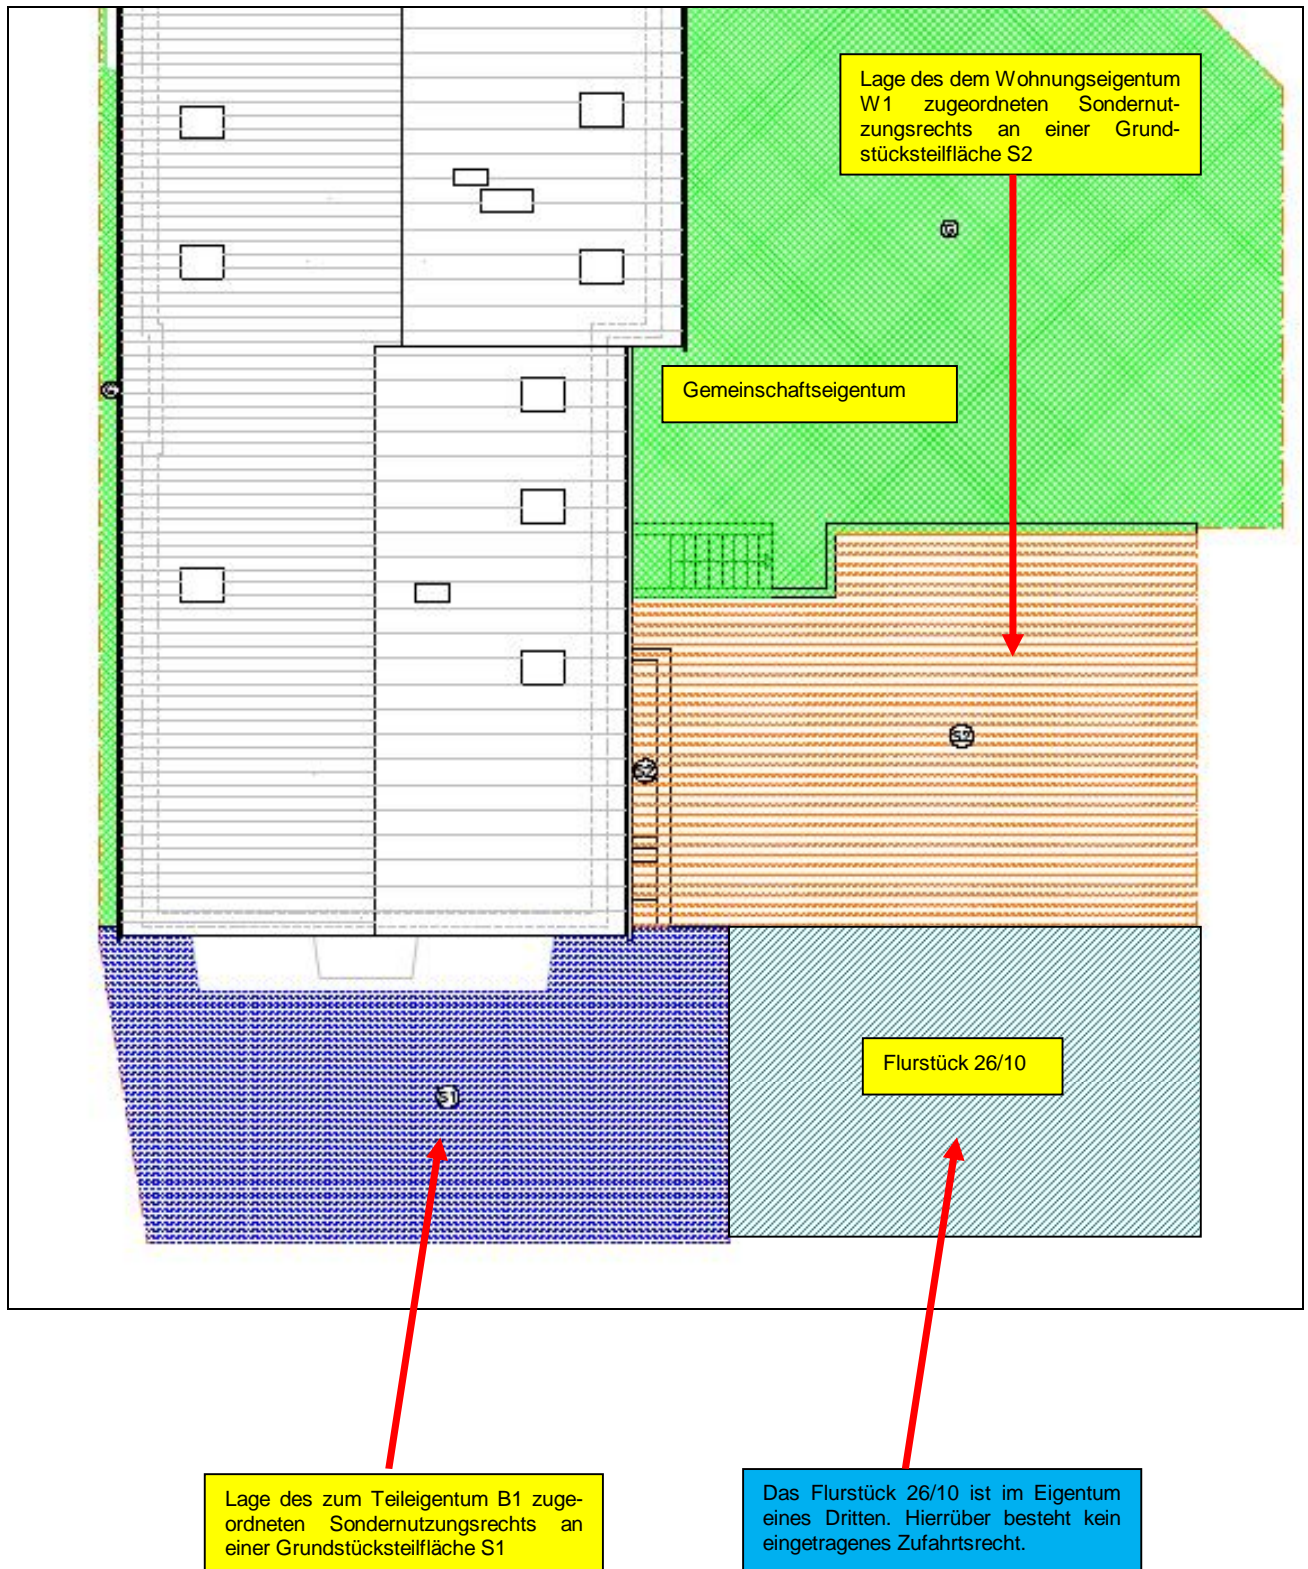 Lage des dem Wohnungseigentum
W1 zugeordneten Sondernut-
zungsrechts an einer Grund-
stücksteilfläche S2
Gemeinschaftseigentum
S2
S2
Flurstück 26/10
S1
Lage des zum Teileigentum B1 zuge-
ordneten Sondernutzungsrechts an
einer Grundstücksteilfläche S1
Das Flurstück 26/10 ist im Eigentum
eines Dritten. Hierrüber besteht kein
eingetragenes Zufahrtsrecht.